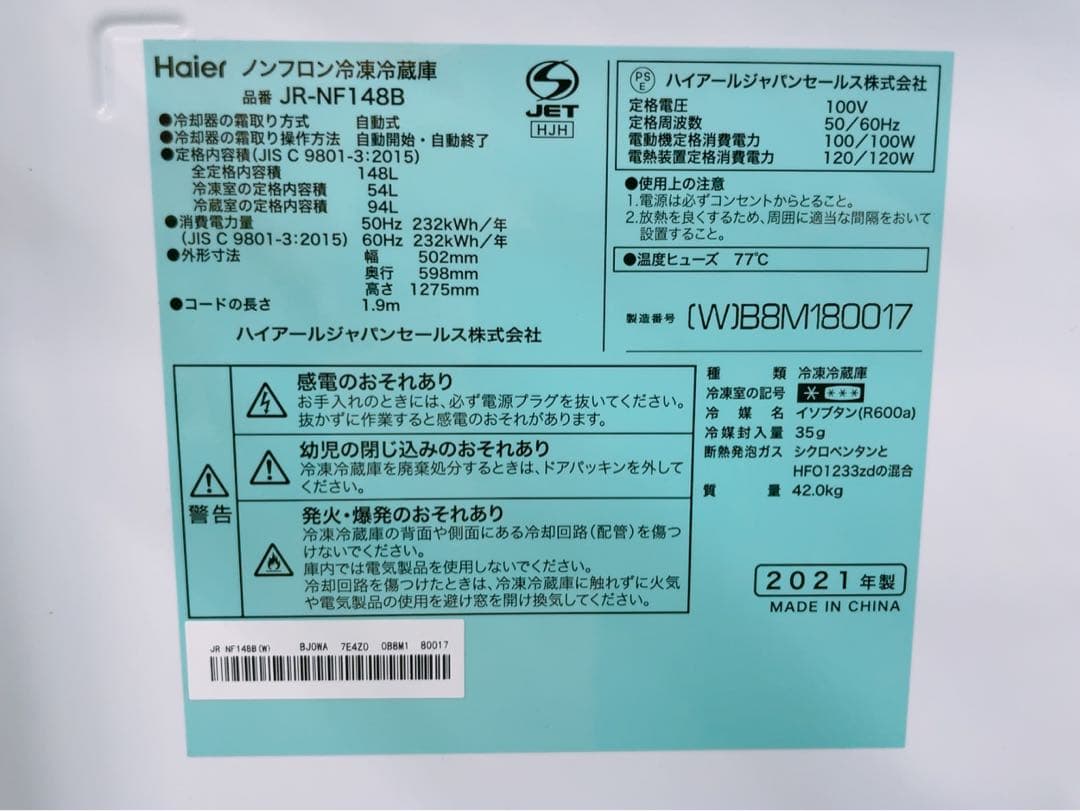 Haier ノンフロン冷凍冷蔵庫
品番 JR-NF148B
●冷却器の霜取り方式 自動式
●冷却器の霜取り操作方法 自動開始・自動終了
●定格内容積(JIS C 9801-3:2015)
全定格内容積 148L
冷凍室の定格内容積 54L
冷蔵室の定格内容積 94L
●消費電力量 50Hz 232kWh/年
(JIS C 9801-3:2015) 60Hz 232kWh/年
●外形寸法 幅 502mm
奥行 598mm
高さ 1275mm
●コードの長さ 1.9m
ハイアールジャパンセールス株式会社
JET
HJH
PS
E
ハイアールジャパンセールス株式会社
定格電圧 100V
定格周波数 50/60Hz
電動機定格消費電力 100/100W
電熱装置定格消費電力 120/120W
●使用上の注意
1.電源は必ずコンセントからとること。
2.放熱を良くするため、周囲に適当な間隔をおいて
設置すること。
●温度ヒューズ 77℃
製造番号 (W)B8M180017
警告
感電のおそれあり
お手入れのときには、必ず電源プラグを抜いてください。
抜かずに作業すると感電のおそれがあります。
幼児の閉じ込みのおそれあり
冷凍冷蔵庫を廃棄処分するときは、ドアパッキンを外して
ください。
発火・爆発のおそれあり
冷凍冷蔵庫の背面や側面にある冷却回路(配管)を傷つ
けないでください。
庫内では電気製品を使用しないでください。
冷却回路を傷つけたときは、冷凍冷蔵庫に触れずに火気
や電気製品の使用を避け窓を開け換気してください。
種類 冷凍冷蔵庫
冷凍室の記号 * ***
冷媒名 イソブタン(R600a)
冷媒封入量 35g
断熱発泡ガス シクロペンタンと
HFO1233zdの混合
質量 42.0kg
2021年製
MADE IN CHINA
JR NF148B(W) BJ0WA 7E4Z0 0B8M1 80017